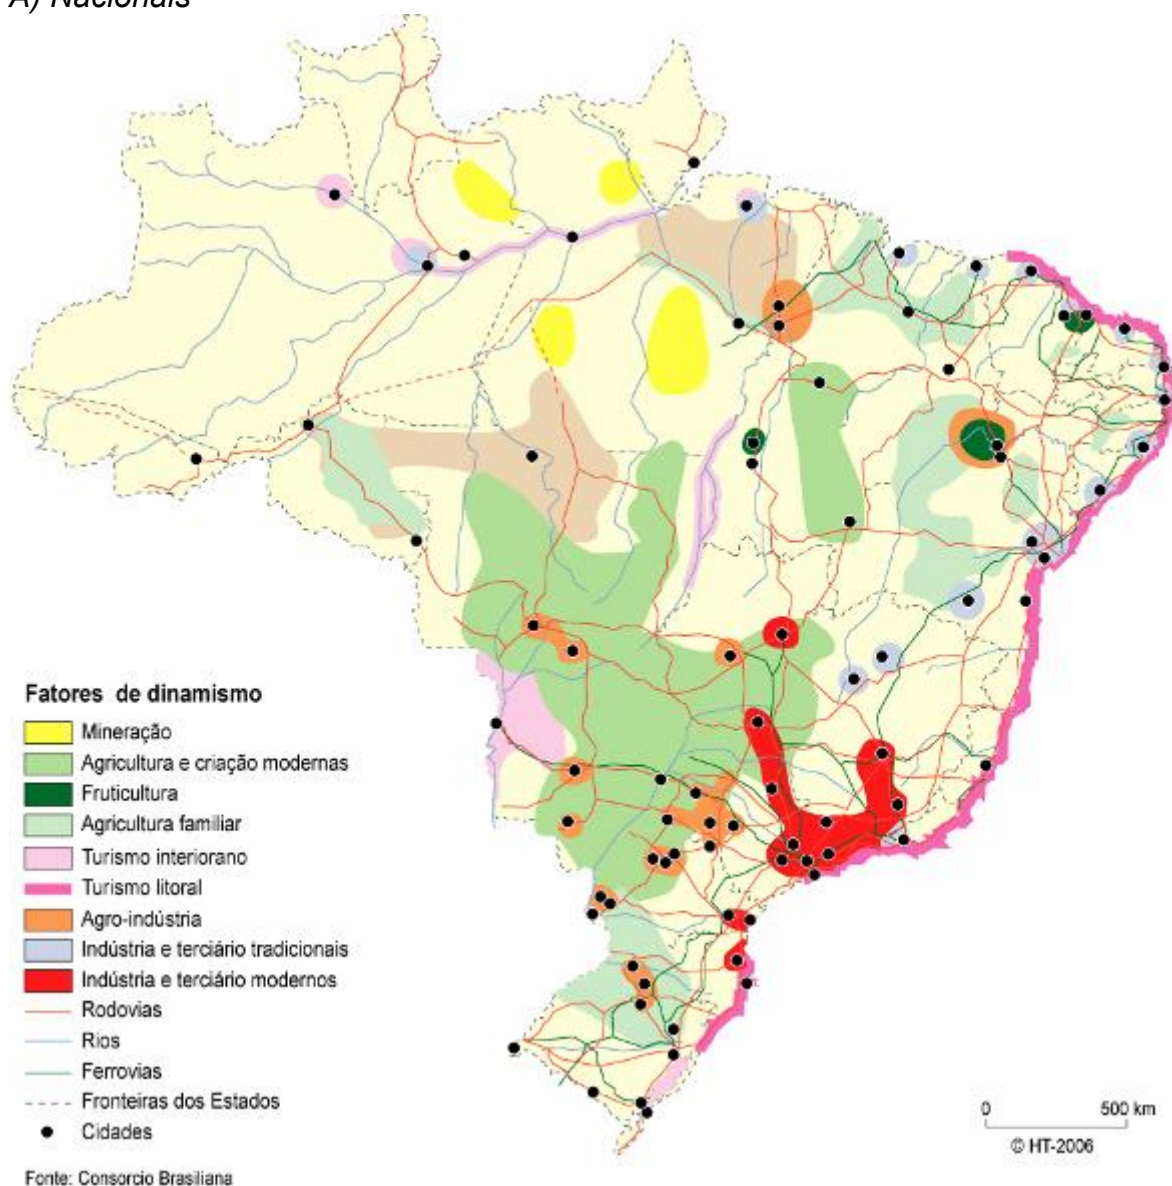 A) Nacionais
Fatores de dinamismo
Mineração
Agricultura e criação modernas
Fruticultura
Agricultura familiar
Turismo interiorano
Turismo litoral
Agro-indústria
Indústria e terciário tradicionais
Indústria e terciário modernos
Rodovias
Rios
Ferrovias
Fronteiras dos Estados
Cidades
Fonte: Consorcio Brasiliana
0 500 km
© HT-2006